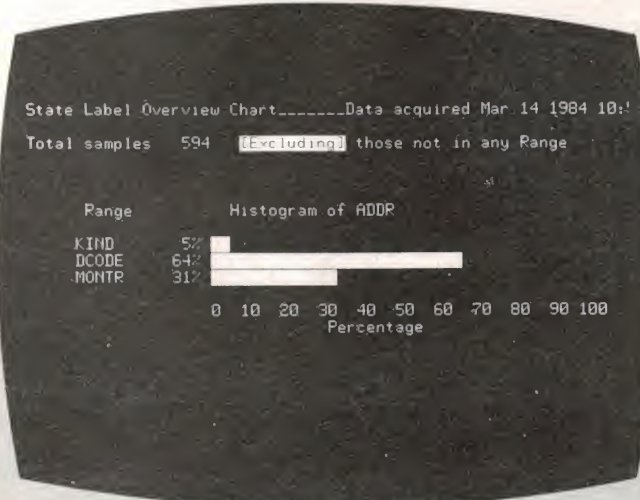 State Label Overview Chart_______Data acquired Mar 14 1984 10:
Total samples 594 [Excluding] those not in any Range
Range Histogram of ADDR
KIND 5%
DCODE 64%
MONTR 31%
0 10 20 30 40 50 60 70 80 90 100
Percentage